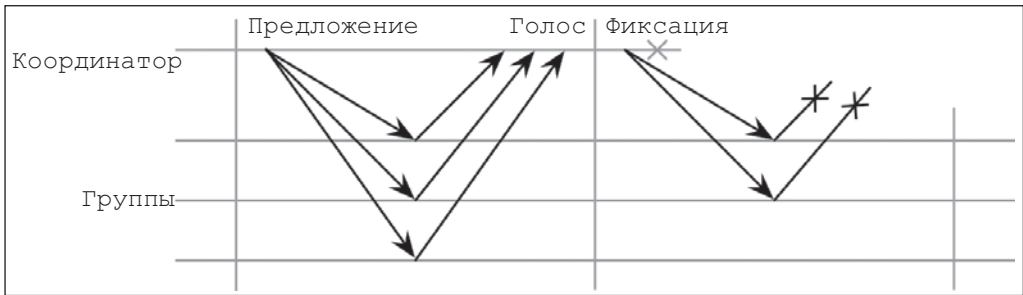 Предложение Голос Фиксация
Координатор
Группы